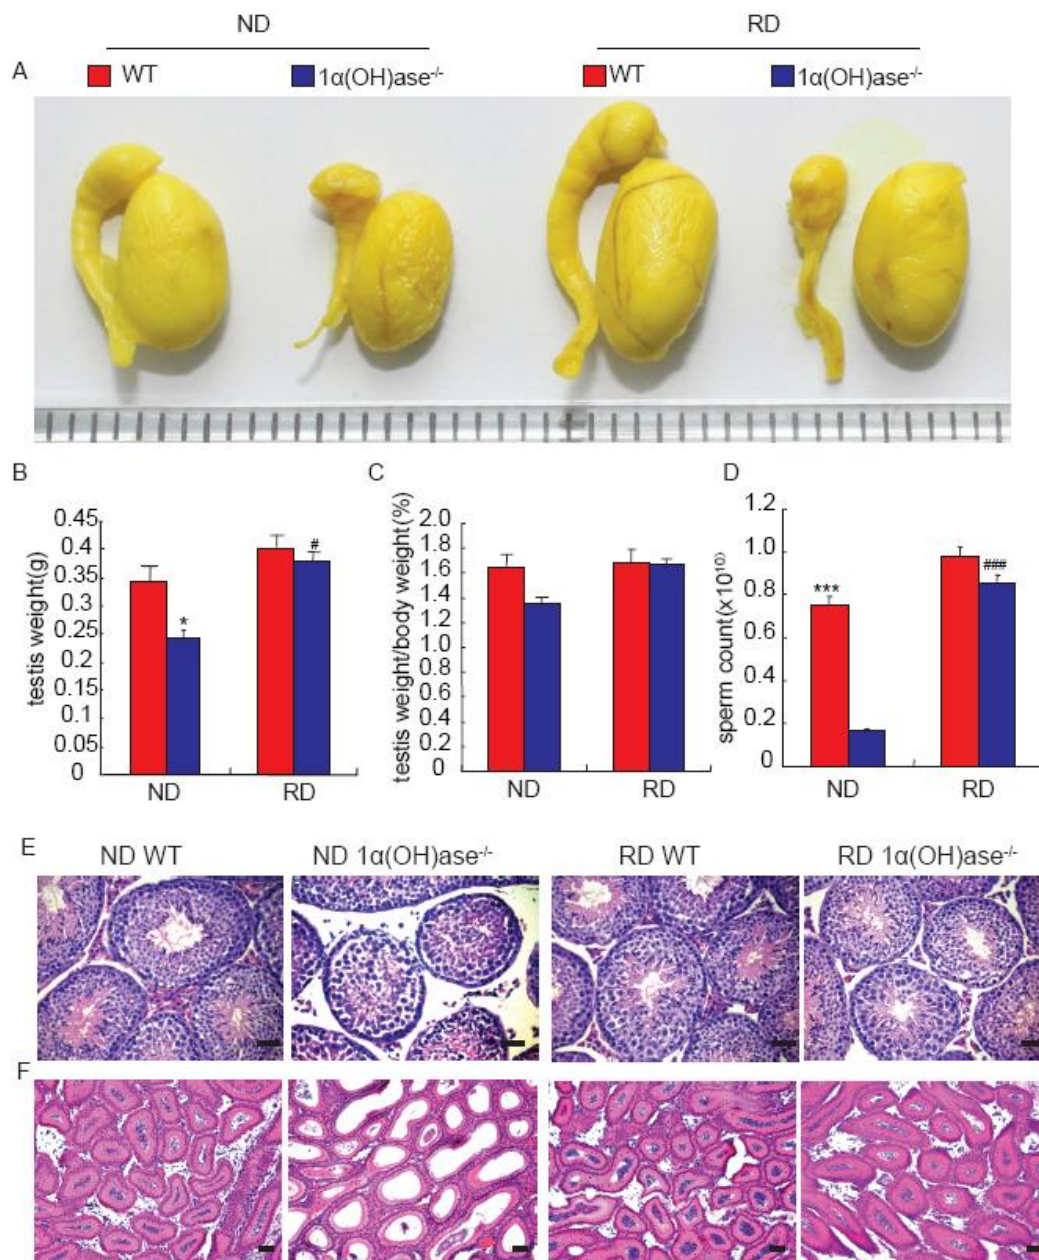 ND RD
A WT 1α(OH)ase-/- WT 1α(OH)ase-/-
B
testis weight(g)
0.45
0.4
0.35
0.3
0.25
0.2
0.15
0.1
0.05
0
*
#
ND RD
C
testis weight/body weight(%)
2.0
1.8
1.6
1.4
1.2
1.0
0.8
0.6
0.4
0.2
0
ND RD
D
sperm count(x10¹⁰)
1.2
1.0
0.8
0.6
0.4
0.2
0
***
###
ND RD
E
ND WT ND 1α(OH)ase-/- RD WT RD 1α(OH)ase-/-
F